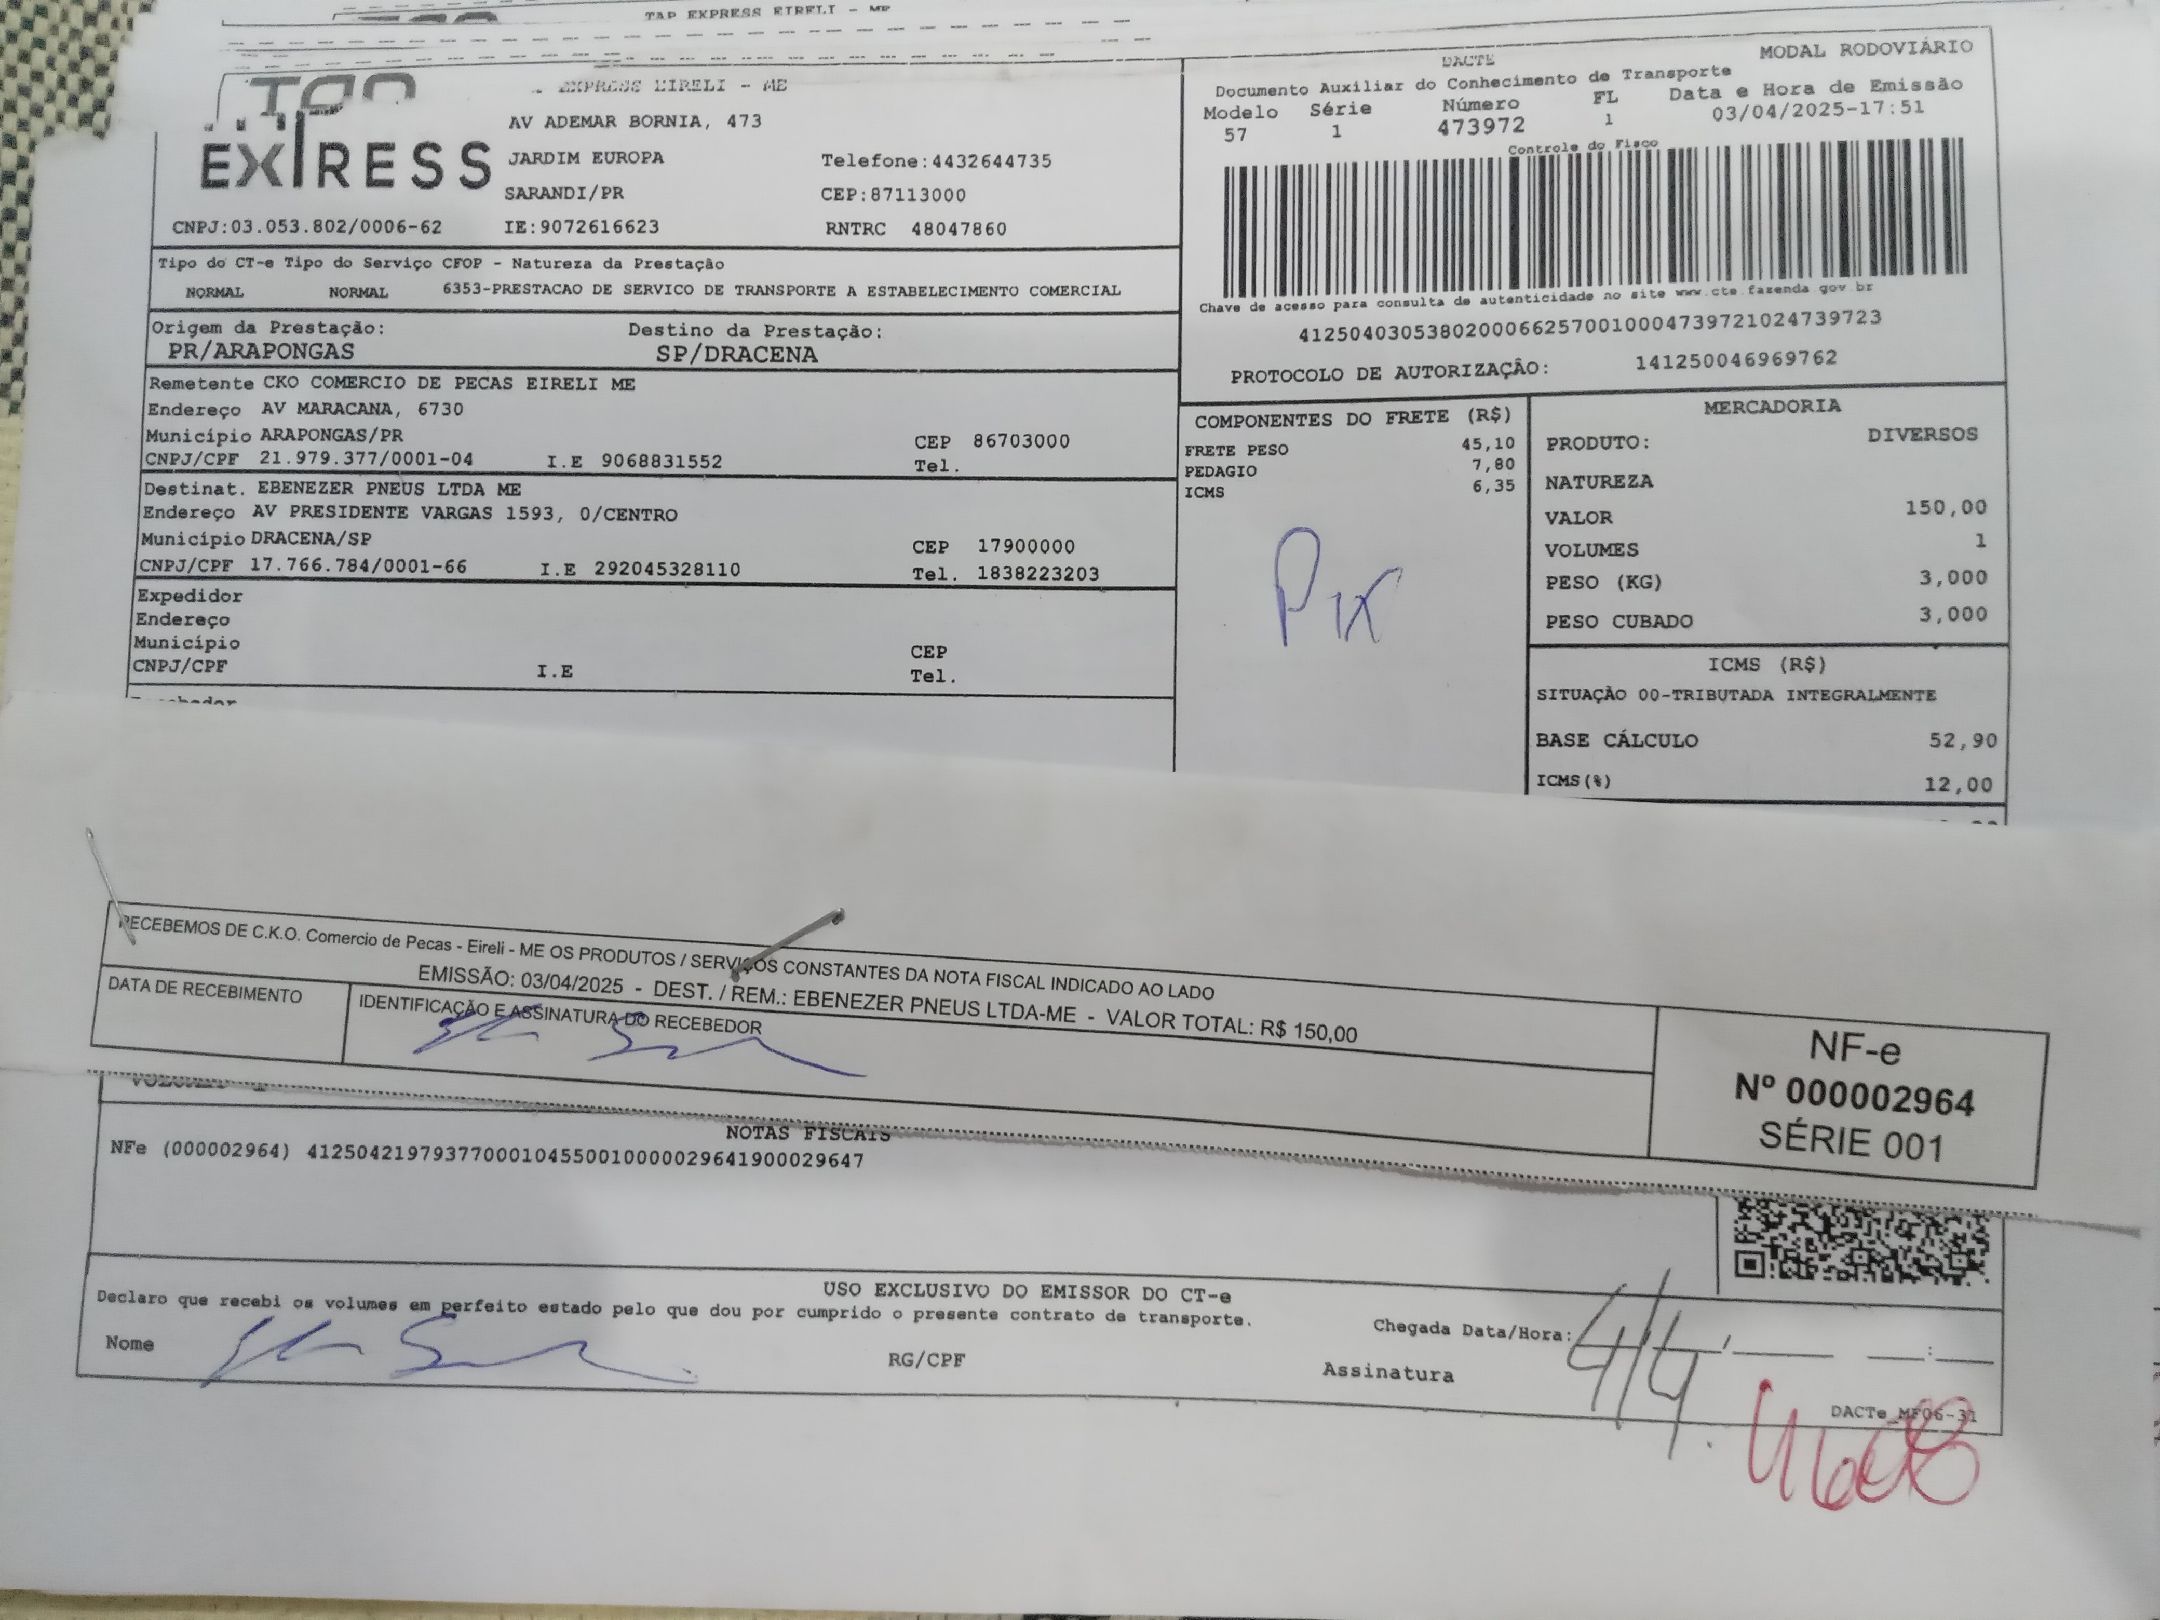 TAP EXPRESS EIRELI - ME
EXPRESS EIRELI - ME
TAP
EXPRESS
AV ADEMAR BORNIA, 473
JARDIM EUROPA Telefone:4432644735
SARANDI/PR CEP:87113000
CNPJ:03.053.802/0006-62 IE:9072616623 RNTRC 48047860
DACTE MODAL RODOVIÁRIO
Documento Auxiliar do Conhecimento de Transporte
Modelo Série Número FL Data e Hora de Emissão
57 1 473972 1 03/04/2025-17:51
Controle do Fisco
Chave de acesso para consulta de autenticidade no site www.cte.fazenda gov.br
41250403053802000662570010004739721024739723
PROTOCOLO DE AUTORIZAÇÂO: 141250046969762
Tipo do CT-e Tipo do Serviço CFOP - Natureza da Prestação
NORMAL NORMAL 6353-PRESTACAO DE SERVICO DE TRANSPORTE A ESTABELECIMENTO COMERCIAL
Origem da Prestação: Destino da Prestação:
PR/ARAPONGAS SP/DRACENA
Remetente CKO COMERCIO DE PECAS EIRELI ME
Endereço AV MARACANA, 6730
Município ARAPONGAS/PR CEP 86703000
CNPJ/CPF 21.979.377/0001-04 I.E 9068831552 Tel.
Destinat. EBENEZER PNEUS LTDA ME
Endereço AV PRESIDENTE VARGAS 1593, 0/CENTRO
Município DRACENA/SP CEP 17900000
CNPJ/CPF 17.766.784/0001-66 I.E 292045328110 Tel. 1838223203
Expedidor
Endereço
Município CEP
CNPJ/CPF I.E Tel.
COMPONENTES DO FRETE (R$)
FRETE PESO 45,10
PEDAGIO 7,80
ICMS 6,35
Pix
MERCADORIA
PRODUTO: DIVERSOS
NATUREZA
VALOR 150,00
VOLUMES 1
PESO (KG) 3,000
PESO CUBADO 3,000
ICMS (R$)
SITUAÇÃO 00-TRIBUTADA INTEGRALMENTE
BASE CÁLCULO 52,90
ICMS(%) 12,00
RECEBEMOS DE C.K.O. Comercio de Pecas - Eireli - ME OS PRODUTOS / SERVIÇOS CONSTANTES DA NOTA FISCAL INDICADO AO LADO
EMISSÃO: 03/04/2025 - DEST. / REM.: EBENEZER PNEUS LTDA-ME - VALOR TOTAL: R$ 150,00
DATA DE RECEBIMENTO IDENTIFICAÇÃO E ASSINATURA DO RECEBEDOR
NF-e
Nº 000002964
SÉRIE 001
NOTAS FISCAIS
NFe (000002964) 41250421979377000104550010000029641900029647
USO EXCLUSIVO DO EMISSOR DO CT-e
Declaro que recebi os volumes em perfeito estado pelo que dou por cumprido o presente contrato de transporte.
Nome RG/CPF Assinatura
Chegada Data/Hora: 4/4
DACTe_MF06-31